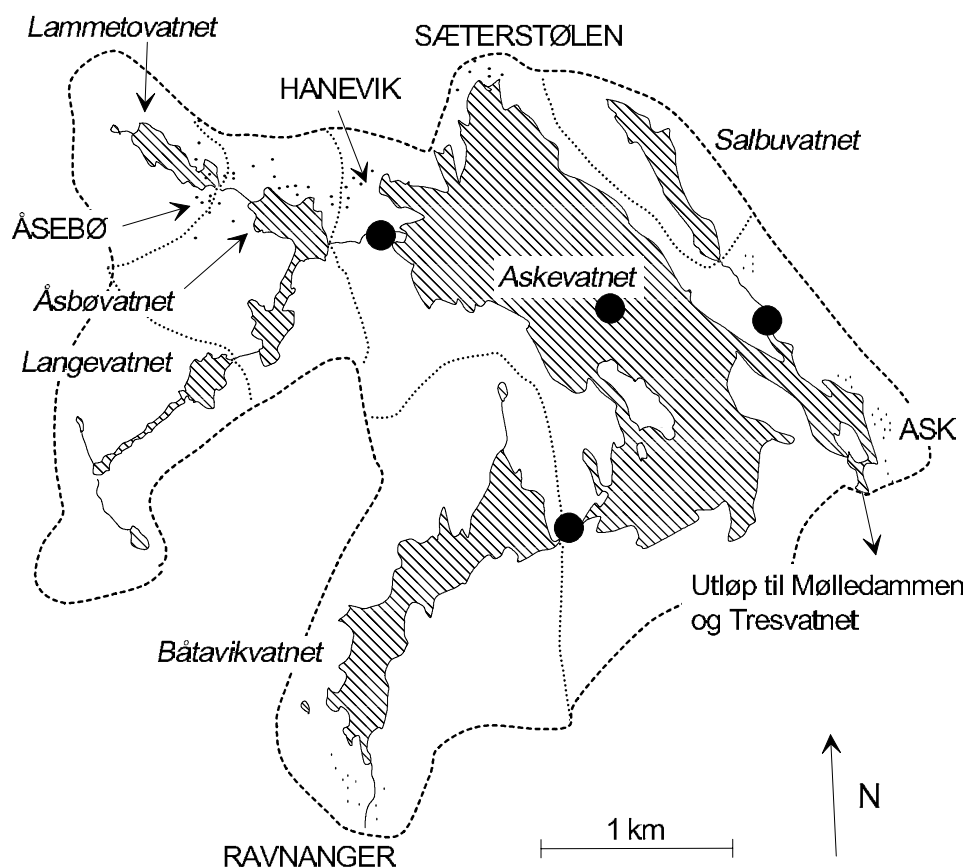 Lammetovatnet
SÆTERSTØLEN
HANEVIK
Salbuvatnet
ÅSEBØ
Askevatnet
Åsbøvatnet
Langevatnet
ASK
Utløp til Mølledammen
og Tresvatnet
Båtavikvatnet
N
1 km
RAVNANGER